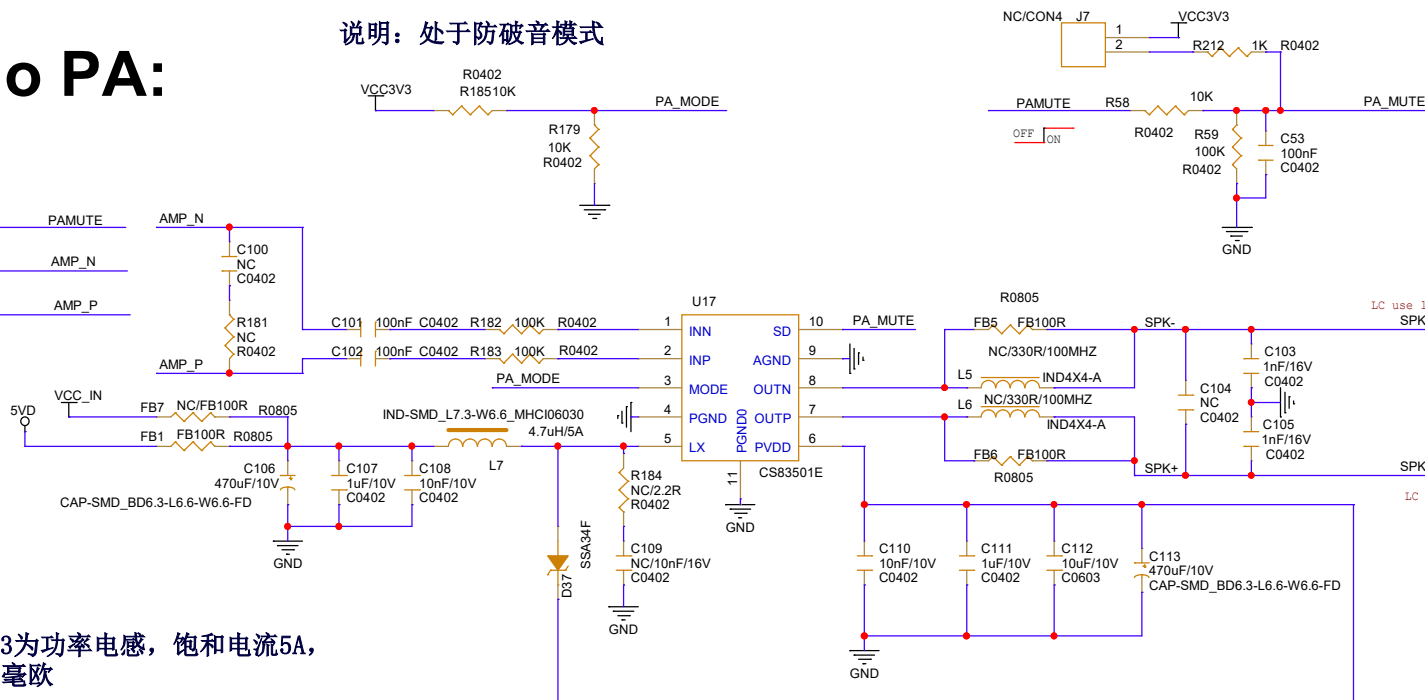 说明：处于防破音模式
o PA:
NC/CON4 J7
VCC3V3
1
2
R212 1K R0402
VCC3V3
R0402
R18510K
PA_MODE
R179
10K
R0402
PAMUTE R58 10K
R0402
PA_MUTE
OFF ON
R59
100K
R0402
C53
100nF
C0402
GND
PAMUTE
AMP_N
AMP_P
AMP_N
C100
NC
C0402
R181
NC
R0402
AMP_P
C101 100nF C0402 R182 100K R0402
C102 100nF C0402 R183 100K R0402
PA_MODE
U17
1 INN
2 INP
3 MODE
4 PGND
5 LX
SD 10
AGND 9
OUTN 8
OUTP 7
PVDD 6
PGND0
11
CS83501E
GND
PA_MUTE
R0805
FB5 FB100R
NC/330R/100MHZ
L5 IND4X4-A
NC/330R/100MHZ
L6
IND4X4-A
FB6 FB100R
R0805
SPK-
SPK+
C104
NC
C0402
C103
1nF/16V
C0402
C105
1nF/16V
C0402
LC use
SPK
SPK
LC
5VD
VCC_IN
FB7 NC/FB100R R0805
FB1 FB100R R0805
C106
470uF/10V
CAP-SMD_BD6.3-L6.6-W6.6-FD
C107
1uF/10V
C0402
C108
10nF/10V
C0402
GND
IND-SMD_L7.3-W6.6_MHCI06030
4.7uH/5A
L7
R184
NC/2.2R
R0402
C109
NC/10nF/16V
C0402
GND
SSA34F
D37
C110
10nF/10V
C0402
C111
1uF/10V
C0402
C112
10uF/10V
C0603
C113
470uF/10V
CAP-SMD_BD6.3-L6.6-W6.6-FD
GND
3为功率电感，饱和电流5A，
毫欧